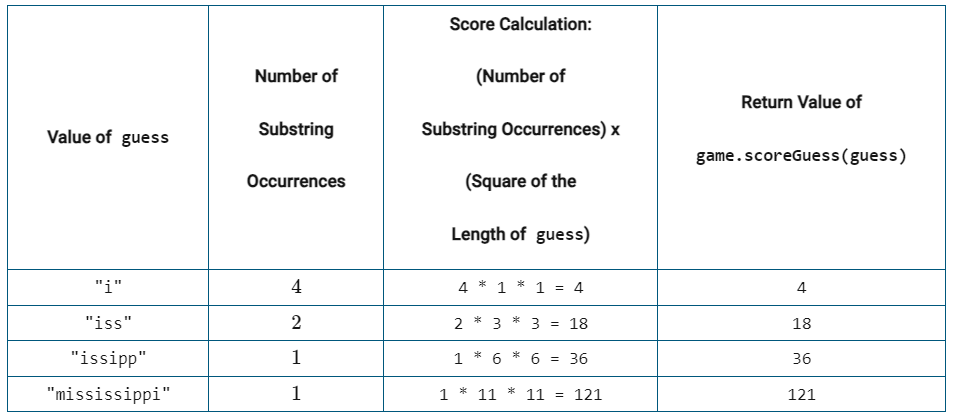 Value of guess
Number of
Substring
Occurrences
Score Calculation:
(Number of
Substring Occurrences) x
(Square of the
Length of guess)
Return Value of
game.scoreGuess(guess)
"i" 4 4 * 1 * 1 = 4 4
"iss" 2 2 * 3 * 3 = 18 18
"issipp" 1 1 * 6 * 6 = 36 36
"mississippi" 1 1 * 11 * 11 = 121 121